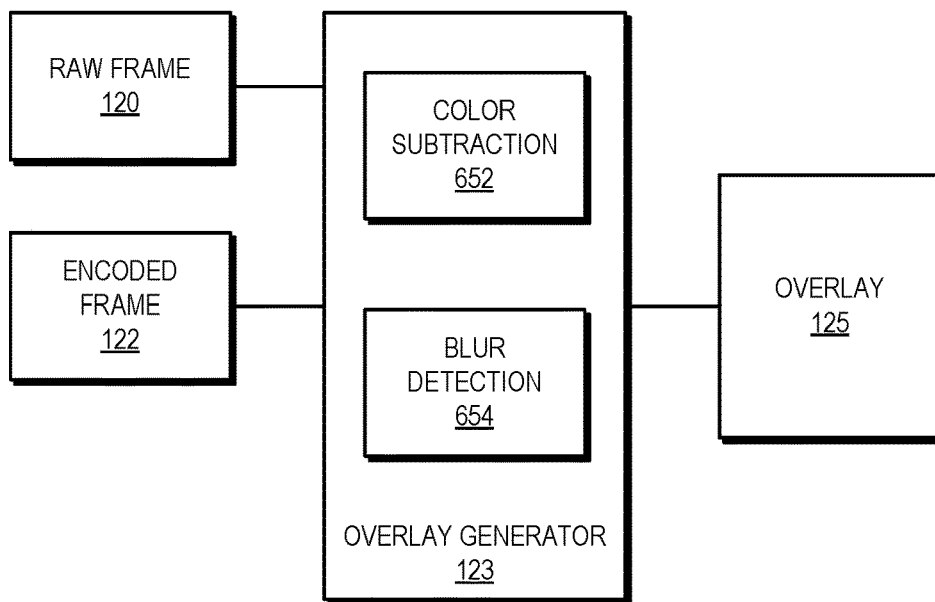 RAW FRAME
120
ENCODED
FRAME
122
COLOR
SUBTRACTION
652
BLUR
DETECTION
654
OVERLAY GENERATOR
123
OVERLAY
125